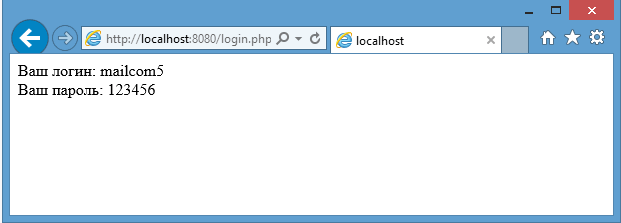 http://localhost:8080/login.php
localhost
Ваш логин: mailcom5
Ваш пароль: 123456